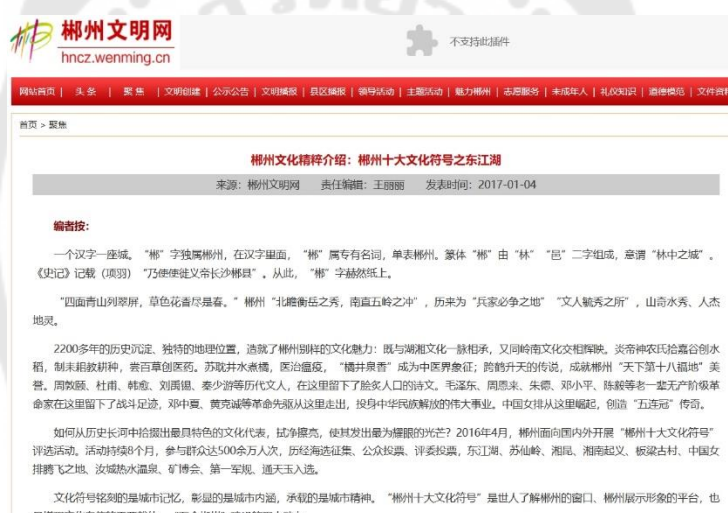 郴州文明网
hncz.wenming.cn
不支持此插件
网站首页 | 头 条 | 聚 焦 | 文明创建 | 公示公告 | 文明播报 | 县区播报 | 领导活动 | 主题活动 | 魅力郴州 | 志愿服务 | 未成年人 | 礼仪知识 | 道德模范 | 文件资料
首页 > 聚焦
郴州文化精粹介绍：郴州十大文化符号之东江湖
来源：郴州文明网 责任编辑：王丽丽 发表时间：2017-01-04
编者按：
一个汉字一座城。“郴”字独属郴州，在汉字里面，“郴”属专有名词，单表郴州。篆体“郴”由“林”“邑”二字组成，意谓“林中之城”。
《史记》记载（项羽）“乃使使徙义帝长沙郴县”。从此，“郴”字赫然纸上。
“四面青山列翠屏，草色花香尽是春。”郴州“北瞻衡岳之秀，南直五岭之冲”，历来为“兵家必争之地”“文人毓秀之所”，山奇水秀、人杰
地灵。
2200多年的历史沉淀、独特的地理位置，造就了郴州别样的文化魅力：既与湖湘文化一脉相承，又同岭南文化交相辉映。炎帝神农氏拾嘉谷创水
稻，制耒耜教耕种，尝百草创医药。苏耽井水煮橘，医治瘟疫，“橘井泉香”成为中医界象征；跨鹤升天的传说，成就郴州“天下第十八福地”美
誉。周敦颐、杜甫、韩愈、刘禹锡、秦少游等历代文人，在这里留下了脍炙人口的诗文。毛泽东、周恩来、朱德、邓小平、陈毅等老一辈无产阶级革
命家在这里留下了战斗足迹，邓中夏、黄克诚等革命先驱从这里走出，投身中华民族解放的伟大事业。中国女排从这里崛起，创造“五连冠”传奇。
如何从历史长河中拾掇出最具特色的文化代表，拭净擦亮，使其发出最为耀眼的光芒？2016年4月，郴州面向国内外开展“郴州十大文化符号”
评选活动。活动持续8个月，参与群众达500余万人次，历经海选征集、公众投票、评委投票，东江湖、苏仙岭、湘昆、湘南起义、板梁古村、中国女
排腾飞之地、汝城热水温泉、矿博会、第一军规、通天玉入选。
文化符号铭刻的是城市记忆，彰显的是城市内涵，承载的是城市精神。“郴州十大文化符号”是世人了解郴州的窗口、郴州展示形象的平台，也